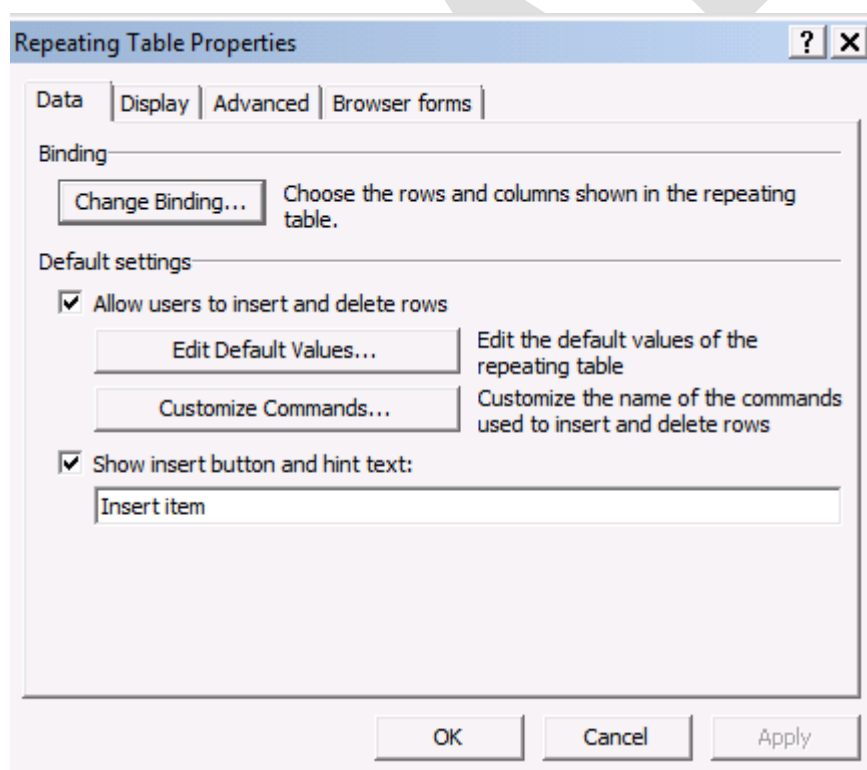 Repeating Table Properties
Data Display Advanced Browser forms
Binding
Change Binding... Choose the rows and columns shown in the repeating
table.
Default settings
Allow users to insert and delete rows
Edit Default Values... Edit the default values of the
repeating table
Customize Commands... Customize the name of the commands
used to insert and delete rows
Show insert button and hint text:
Insert item
OK Cancel Apply